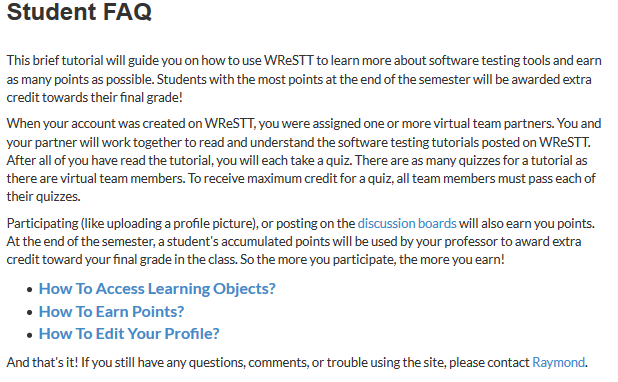 Student FAQ
This brief tutorial will guide you on how to use WReSTT to learn more about software testing tools and earn
as many points as possible. Students with the most points at the end of the semester will be awarded extra
credit towards their final grade!
When your account was created on WReSTT, you were assigned one or more virtual team partners. You and
your partner will work together to read and understand the software testing tutorials posted on WReSTT.
After all of you have read the tutorial, you will each take a quiz. There are as many quizzes for a tutorial as
there are virtual team members. To receive maximum credit for a quiz, all team members must pass each of
their quizzes.
Participating (like uploading a profile picture), or posting on the discussion boards will also earn you points.
At the end of the semester, a student's accumulated points will be used by your professor to award extra
credit toward your final grade in the class. So the more you participate, the more you earn!
• How To Access Learning Objects?
• How To Earn Points?
• How To Edit Your Profile?
And that's it! If you still have any questions, comments, or trouble using the site, please contact Raymond.